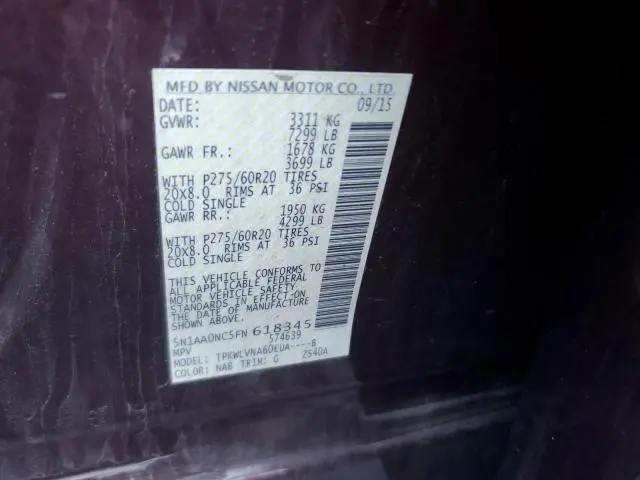 MFD BY NISSAN MOTOR CO., LTD.
DATE: 09/15
GVWR: 3311 KG
7299 LB
GAWR FR.: 1678 KG
3699 LB
WITH P275/60R20 TIRES
20X8.0 RIMS AT 36 PSI
COLD SINGLE
GAWR RR.: 1950 KG
4299 LB
WITH P275/60R20 TIRES
20X8.0 RIMS AT 36 PSI
COLD SINGLE
THIS VEHICLE CONFORMS TO
ALL APPLICABLE FEDERAL
MOTOR VEHICLE SAFETY
STANDARDS IN EFFECT ON
THE DATE OF MANUFACTURE
SHOWN ABOVE
5N1AA0NC5FN618345
MPV 574639
MODEL: TPKWLVNA60EUA----B
COLOR: NAB TRIM: G ZS40A